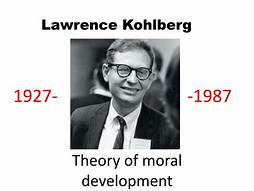 Lawrence Kohlberg
1927- -1987
Theory of moral
development